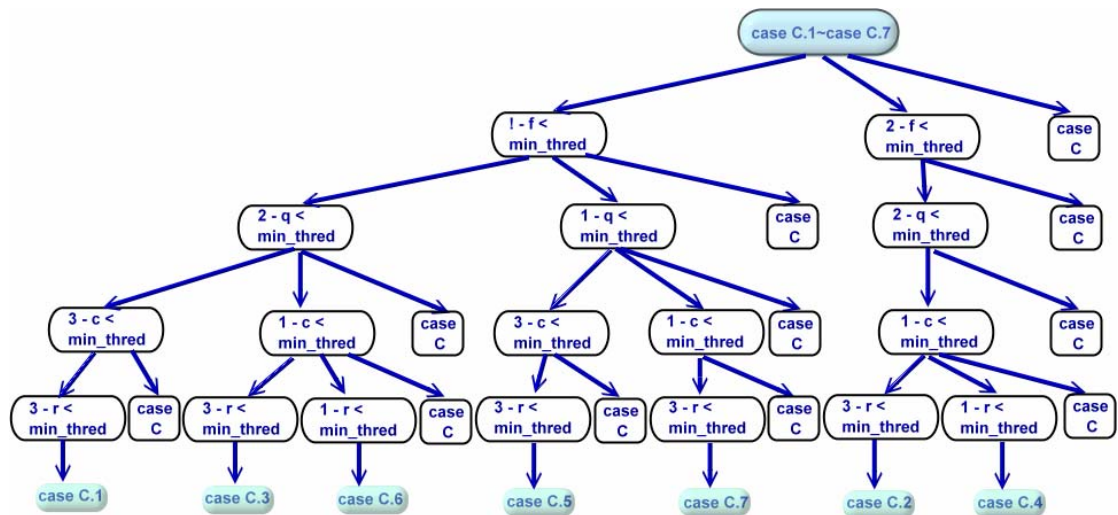 case C.1~case C.7
! - f <
min_thred
2 - f <
min_thred
case
C
2 - q <
min_thred
1 - q <
min_thred
case
C
2 - q <
min_thred
case
C
3 - c <
min_thred
1 - c <
min_thred
case
C
3 - c <
min_thred
1 - c <
min_thred
case
C
1 - c <
min_thred
case
C
3 - r <
min_thred
case
C
3 - r <
min_thred
1 - r <
min_thred
case
C
3 - r <
min_thred
case
C
3 - r <
min_thred
case
C
3 - r <
min_thred
1 - r <
min_thred
case
C
case C.1
case C.3
case C.6
case C.5
case C.7
case C.2
case C.4